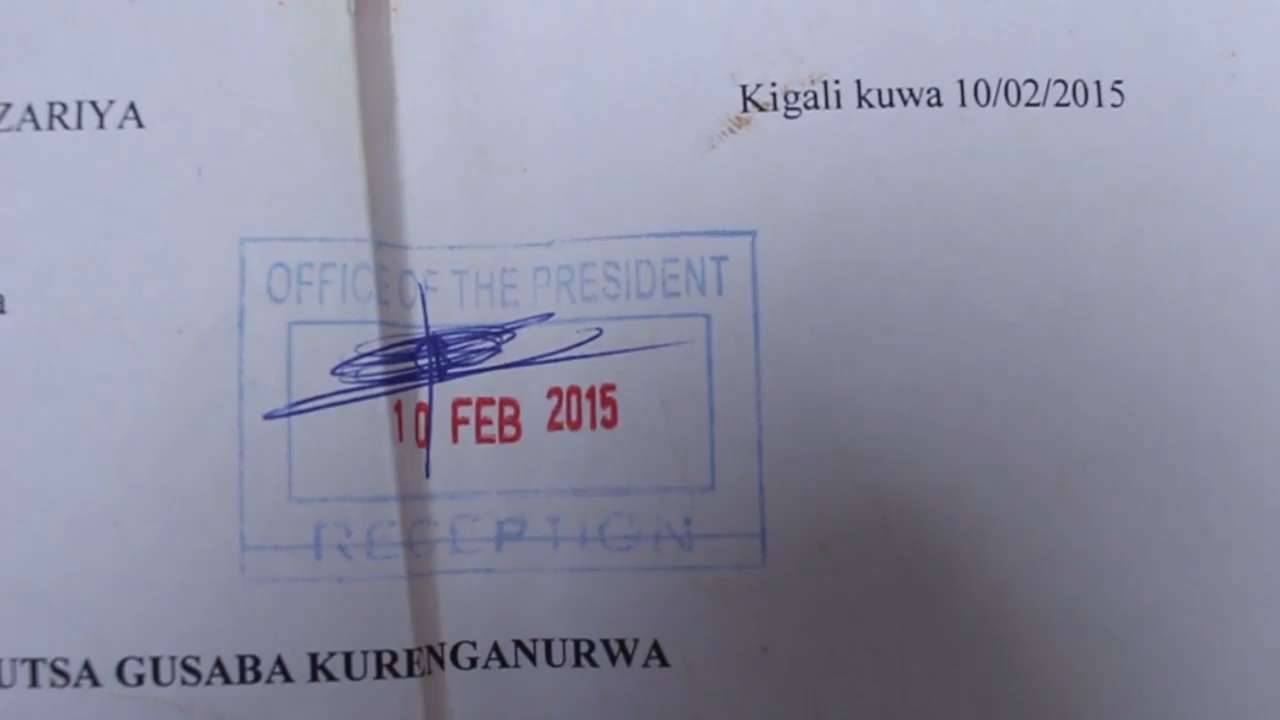 ZARIYA
Kigali kuwa 10/02/2015
a
OFFICE OF THE PRESIDENT
10 FEB 2015
RECEPTION
UTSA GUSABA KURENGANURWA